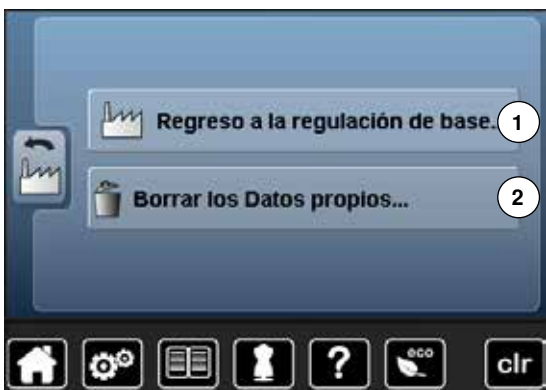 Regreso a la regulación de base...
1
Borrar los Datos propios...
2
?
eco
clr